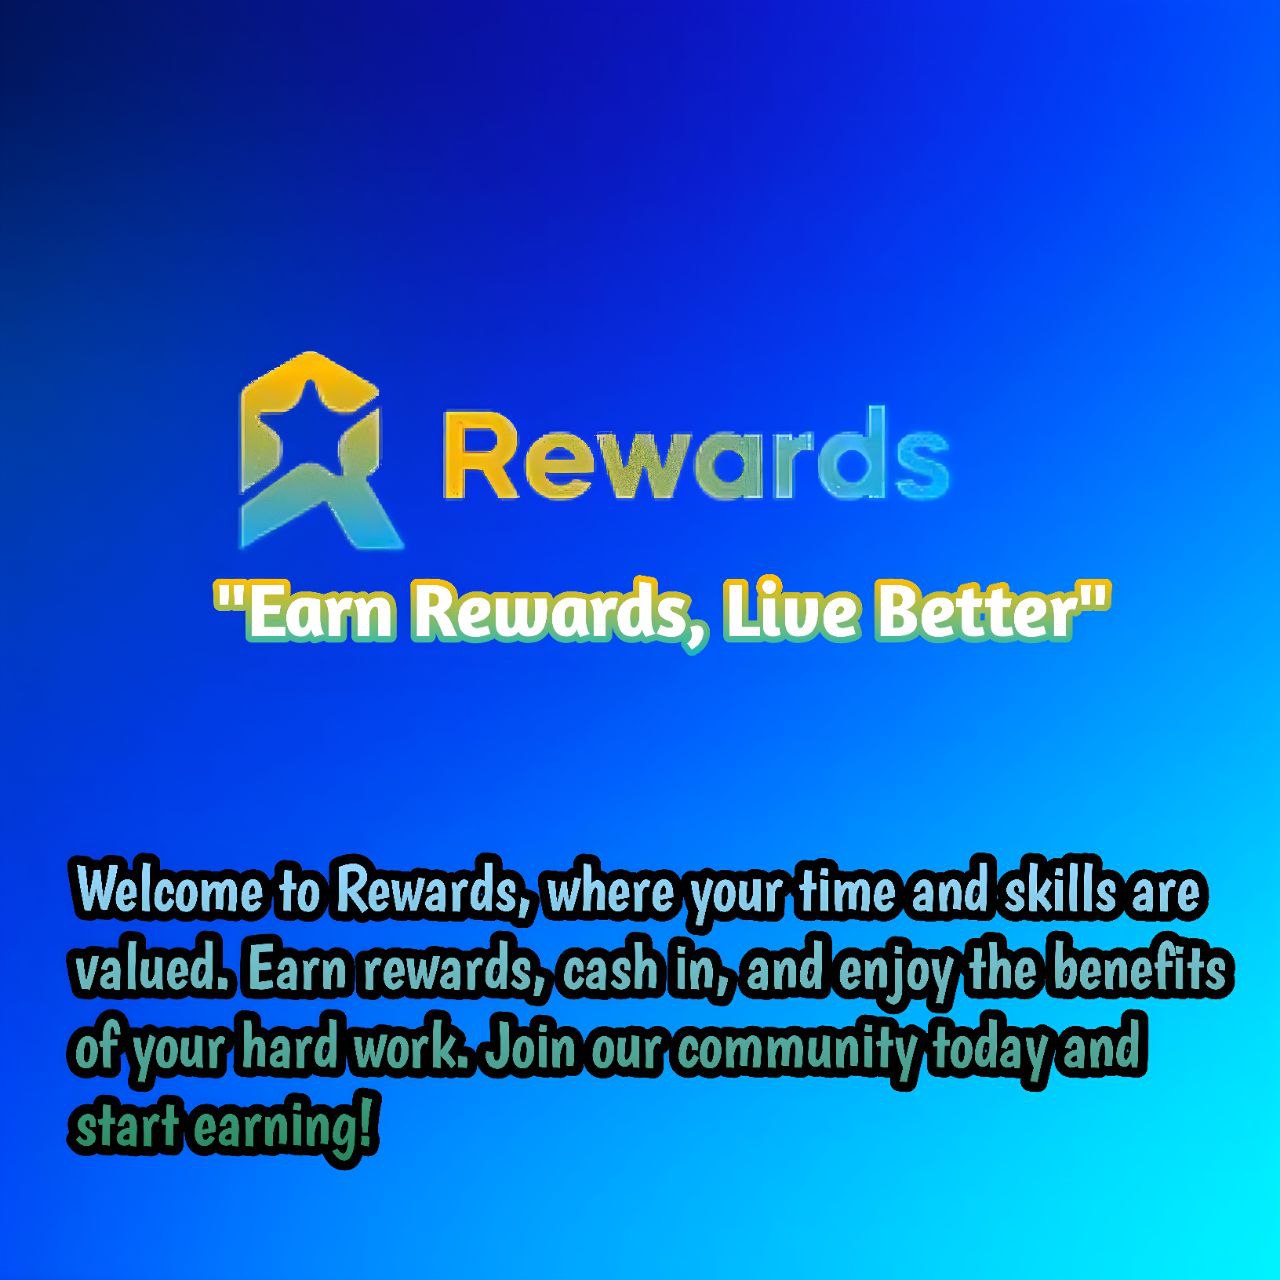 Rewards
"Earn Rewards, Live Better"
Welcome to Rewards, where your time and skills are
valued. Earn rewards, cash in, and enjoy the benefits
of your hard work. Join our community today and
start earning!